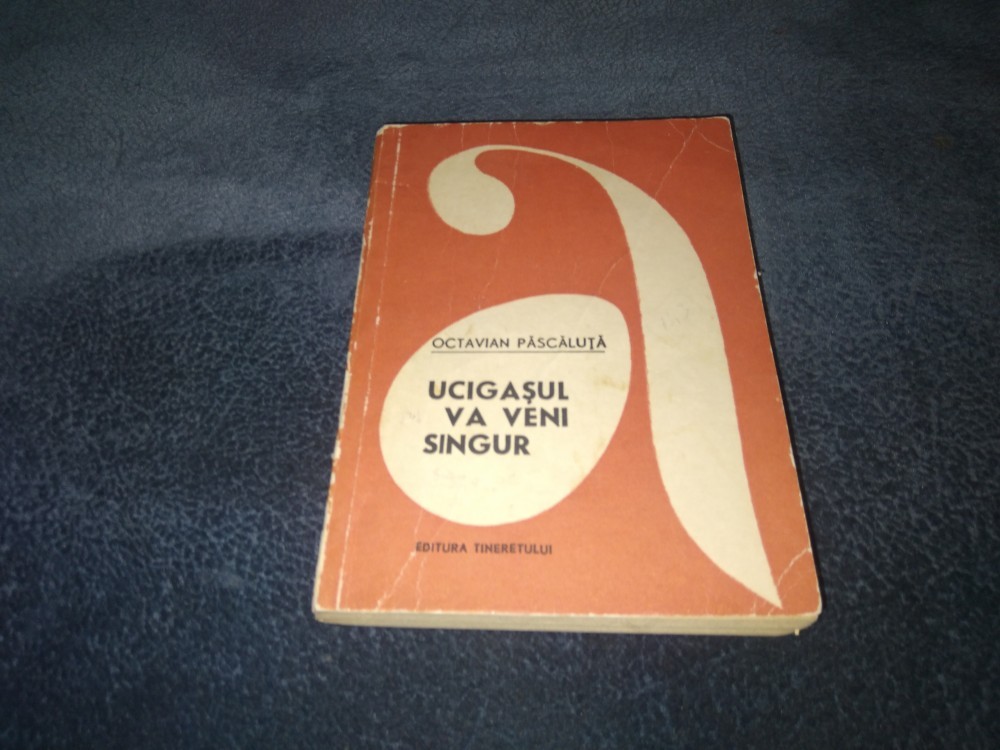 OCTAVIAN PĂSCĂLUȚĂ
UCIGAȘUL
VA VENI
SINGUR
EDITURA TINERETULUI